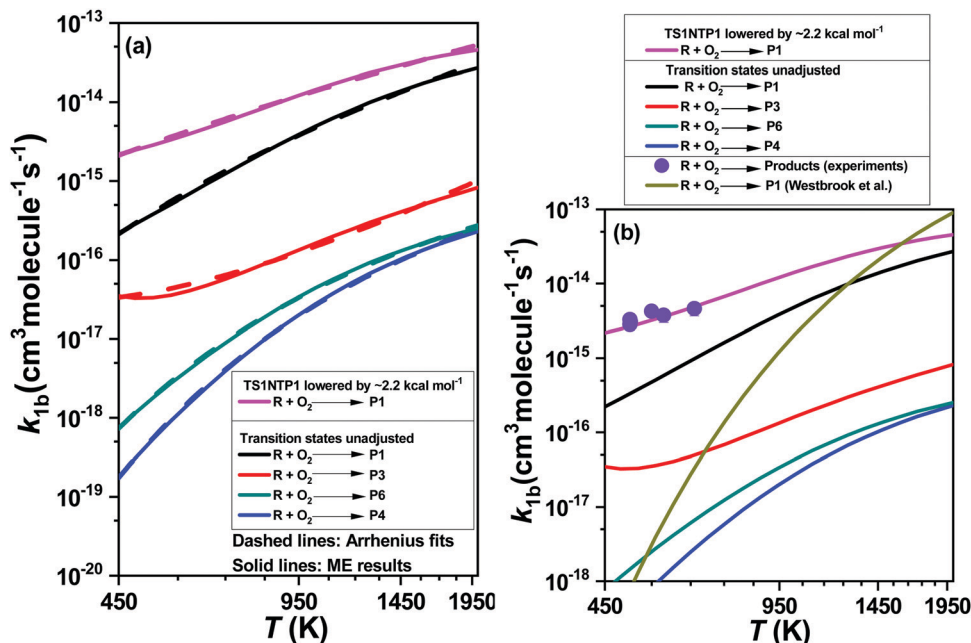 (a)
10⁻¹³
10⁻¹⁴
10⁻¹⁵
10⁻¹⁶
10⁻¹⁷
10⁻¹⁸
10⁻¹⁹
10⁻²⁰
k₁b(cm³molecule⁻¹s⁻¹)
TS1NTP1 lowered by ~2.2 kcal mol⁻¹
R + O₂ → P1
Transition states unadjusted
R + O₂ → P1
R + O₂ → P3
R + O₂ → P6
R + O₂ → P4
Dashed lines: Arrhenius fits
Solid lines: ME results
450 950 1450 1950
T (K)
TS1NTP1 lowered by ~2.2 kcal mol⁻¹
R + O₂ → P1
Transition states unadjusted
R + O₂ → P1
R + O₂ → P3
R + O₂ → P6
R + O₂ → P4
R + O₂ → Products (experiments)
R + O₂ → P1 (Westbrook et al.)
(b)
10⁻¹³
10⁻¹⁴
10⁻¹⁵
10⁻¹⁶
10⁻¹⁷
10⁻¹⁸
k₁b(cm³molecule⁻¹s⁻¹)
450 950 1450 1950
T (K)